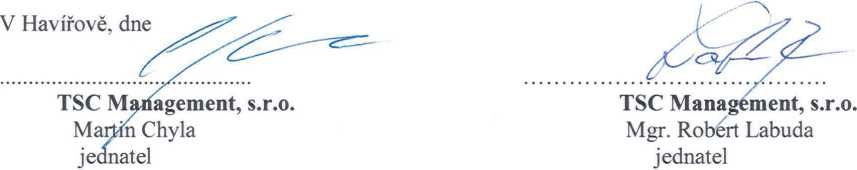 V Havířově, dne
........................................ ........................................
TSC Management, s.r.o. TSC Management, s.r.o.
Martin Chyla Mgr. Robert Labuda
jednatel jednatel